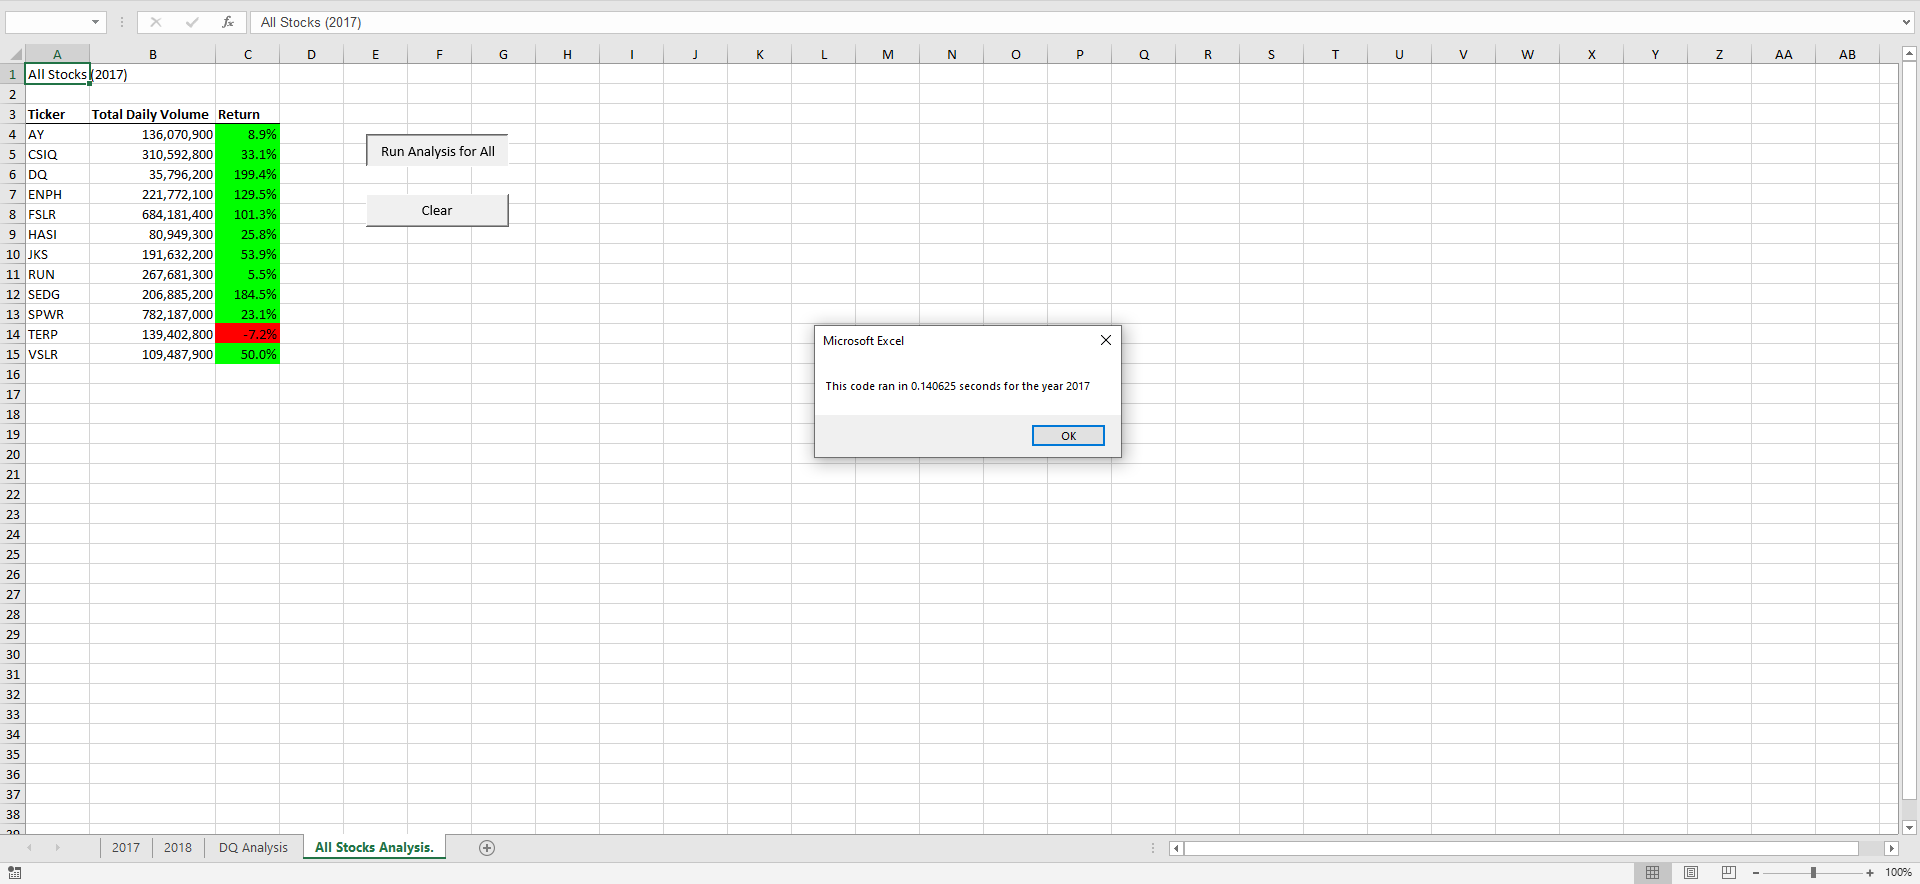 All Stocks (2017)
A B C D E F G H I J K L M N O P Q R S T U V W X Y Z AA AB
1 All Stocks (2017)
2
3 Ticker Total Daily Volume Return
4 AY 136,070,900 8.9%
5 CSIQ 310,592,800 33.1%
6 DQ 35,796,200 199.4%
7 ENPH 221,772,100 129.5%
8 FSLR 684,181,400 101.3%
9 HASI 80,949,300 25.8%
10 JKS 191,632,200 53.9%
11 RUN 267,681,300 5.5%
12 SEDG 206,885,200 184.5%
13 SPWR 782,187,000 23.1%
14 TERP 139,402,800 -7.2%
15 VSLR 109,487,900 50.0%
Run Analysis for All
Clear
Microsoft Excel
This code ran in 0.140625 seconds for the year 2017
OK
16
17
18
19
20
21
22
23
24
25
26
27
28
29
30
31
32
33
34
35
36
37
38
39
2017 2018 DQ Analysis All Stocks Analysis.
100%